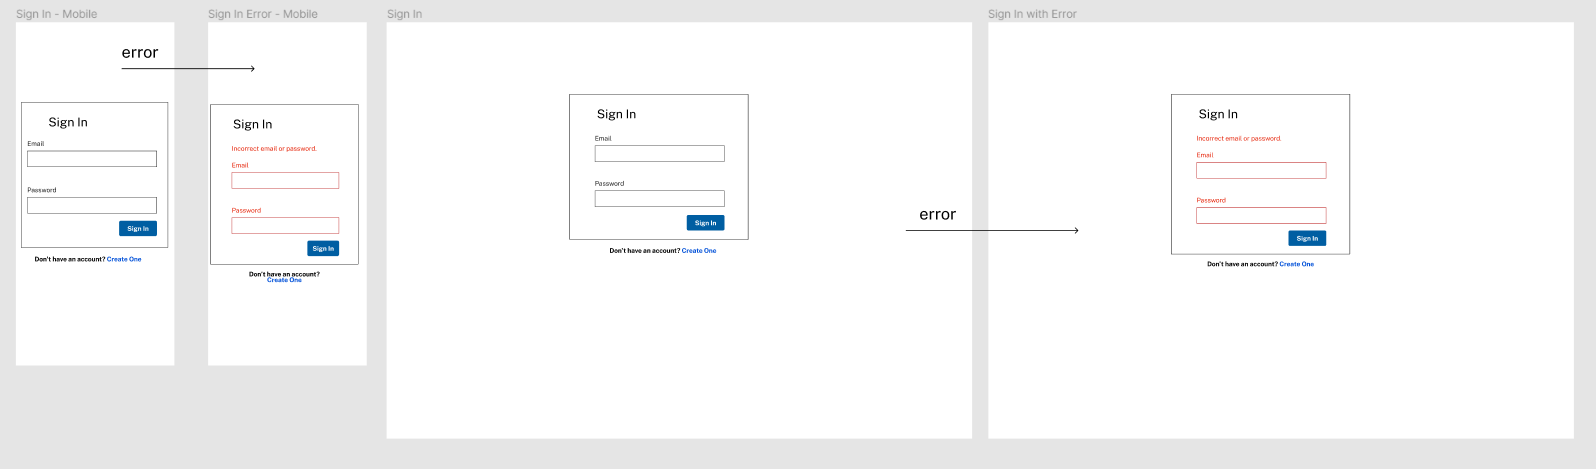 Sign In - Mobile
error
Sign In
Email
Password
Sign In
Don't have an account? Create One
Sign In Error - Mobile
Sign In
Incorrect email or password.
Email
Password
Sign In
Don't have an account?
Create One
Sign In
Sign In
Email
Password
Sign In
Don't have an account? Create One
error
Sign In with Error
Sign In
Incorrect email or password.
Email
Password
Sign In
Don't have an account? Create One